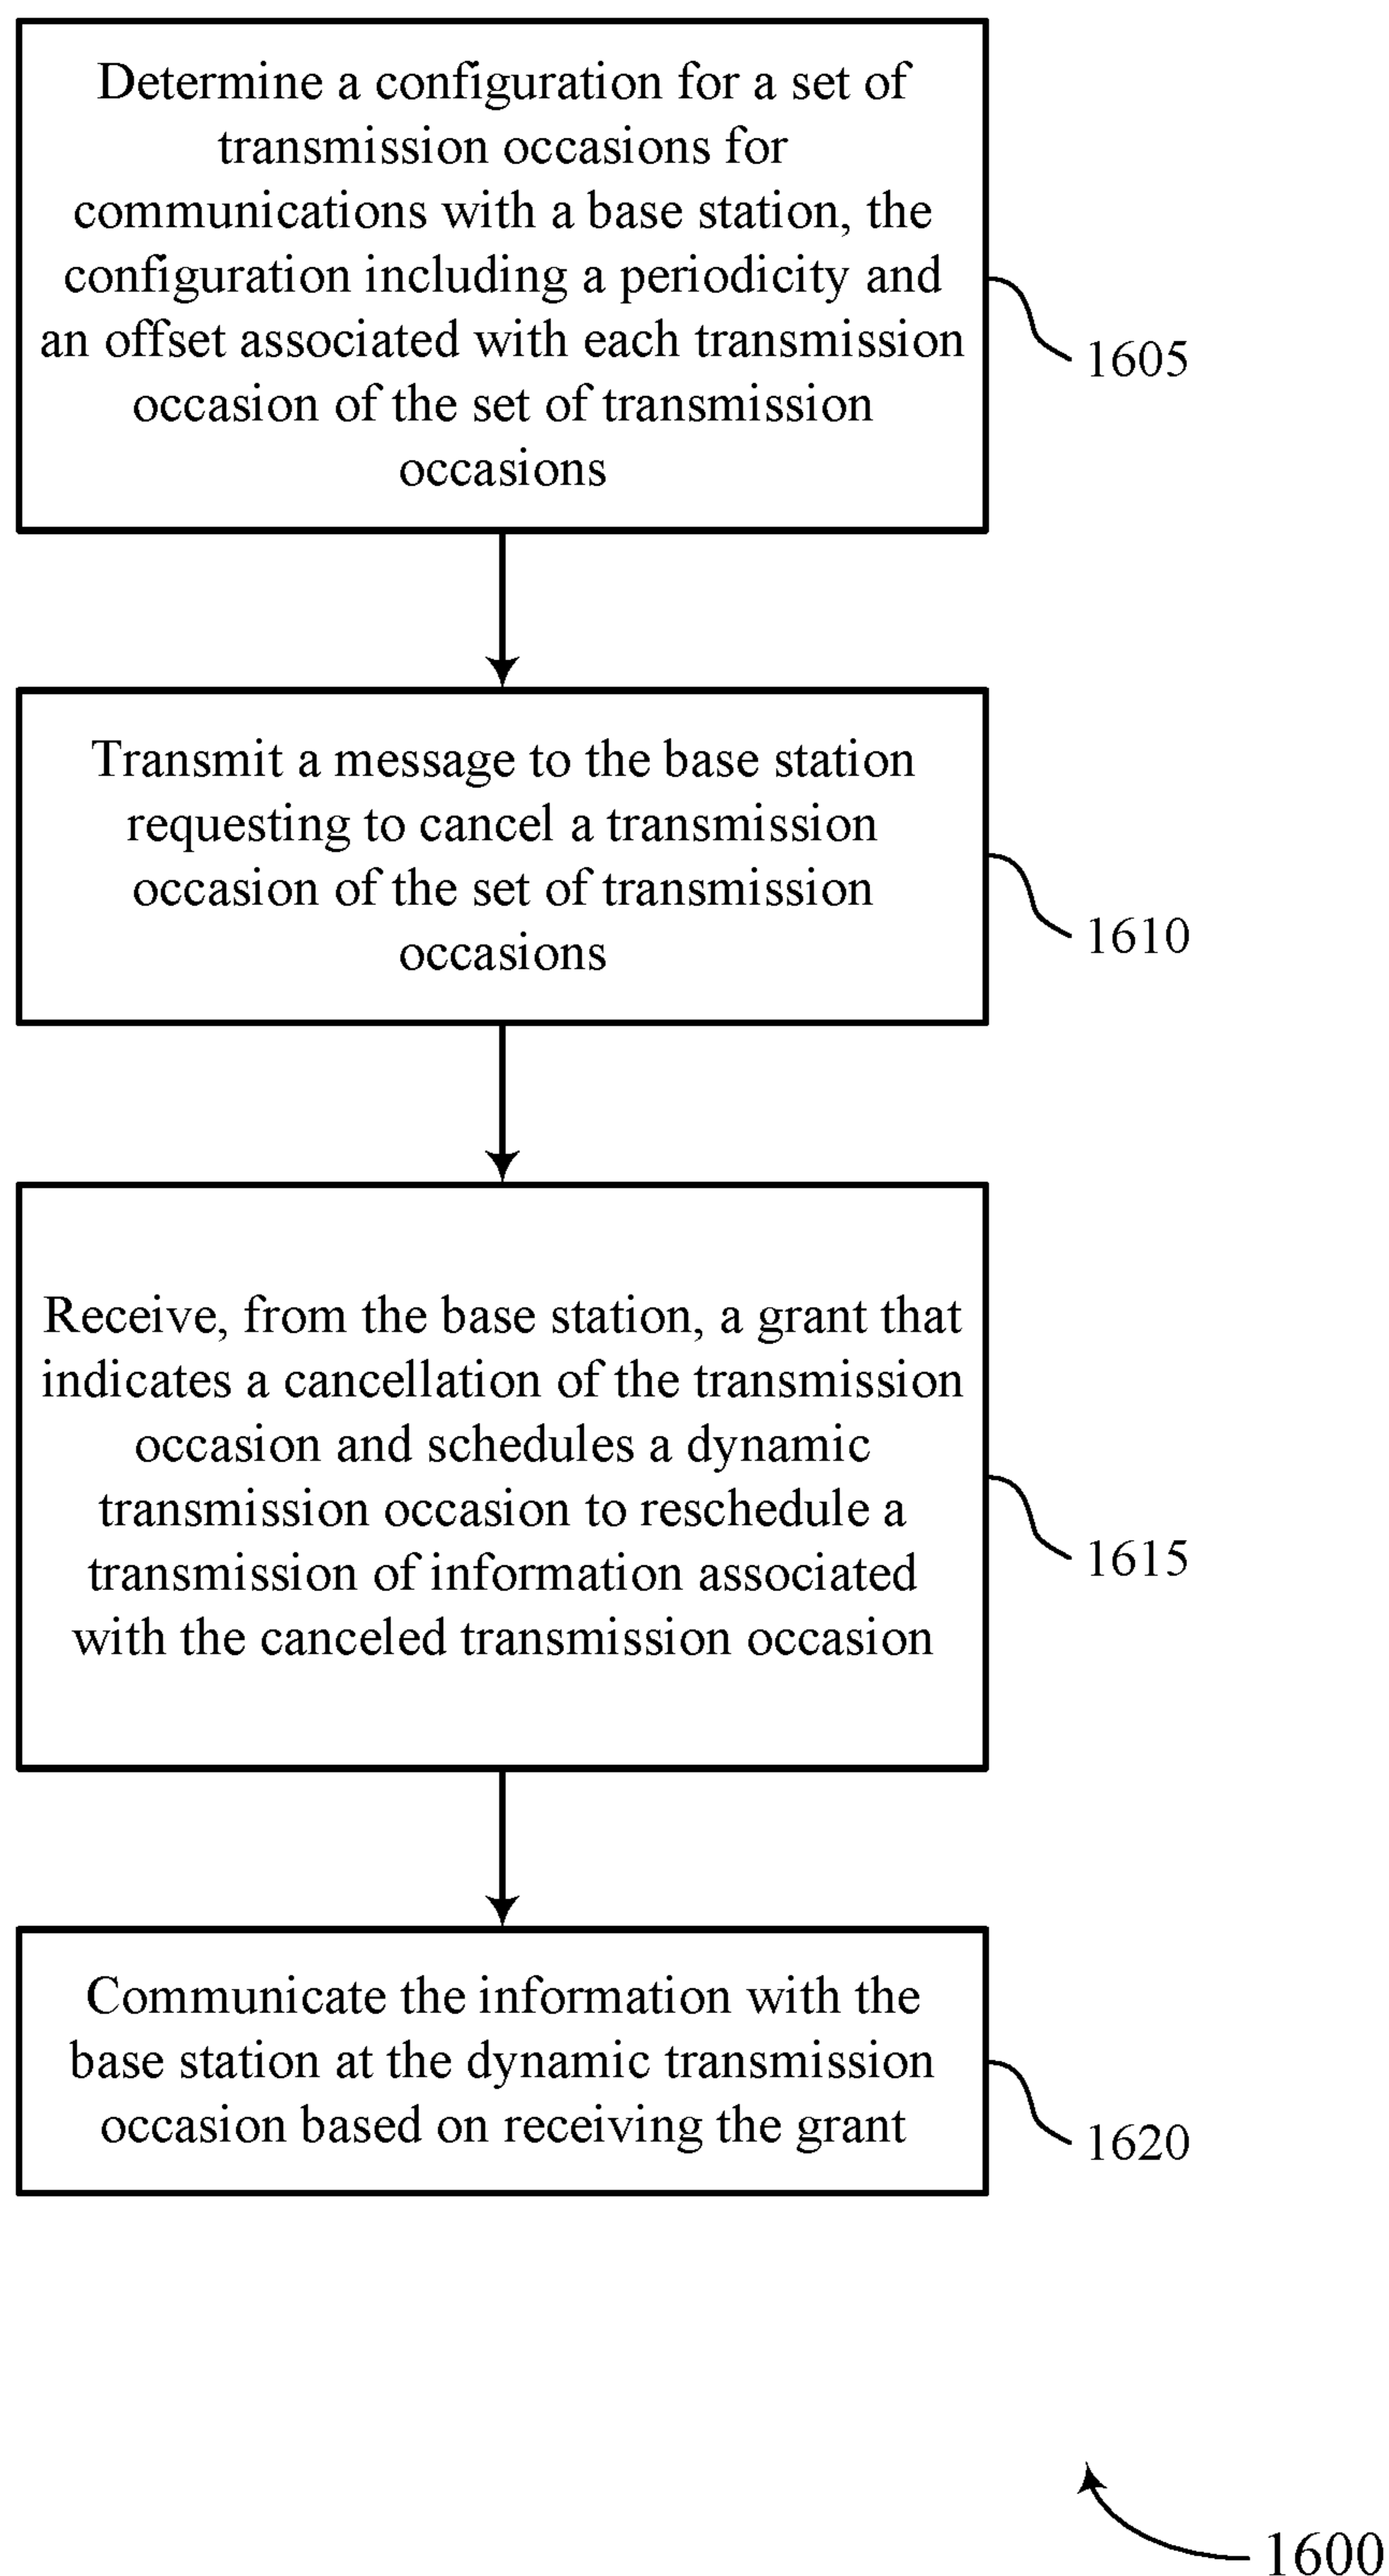 Determine a configuration for a set of
transmission occasions for
communications with a base station, the
configuration including a periodicity and
an offset associated with each transmission
occasion of the set of transmission
occasions
1605
Transmit a message to the base station
requesting to cancel a transmission
occasion of the set of transmission
occasions
1610
Receive, from the base station, a grant that
indicates a cancellation of the transmission
occasion and schedules a dynamic
transmission occasion to reschedule a
transmission of information associated
with the canceled transmission occasion
1615
Communicate the information with the
base station at the dynamic transmission
occasion based on receiving the grant
1620
1600